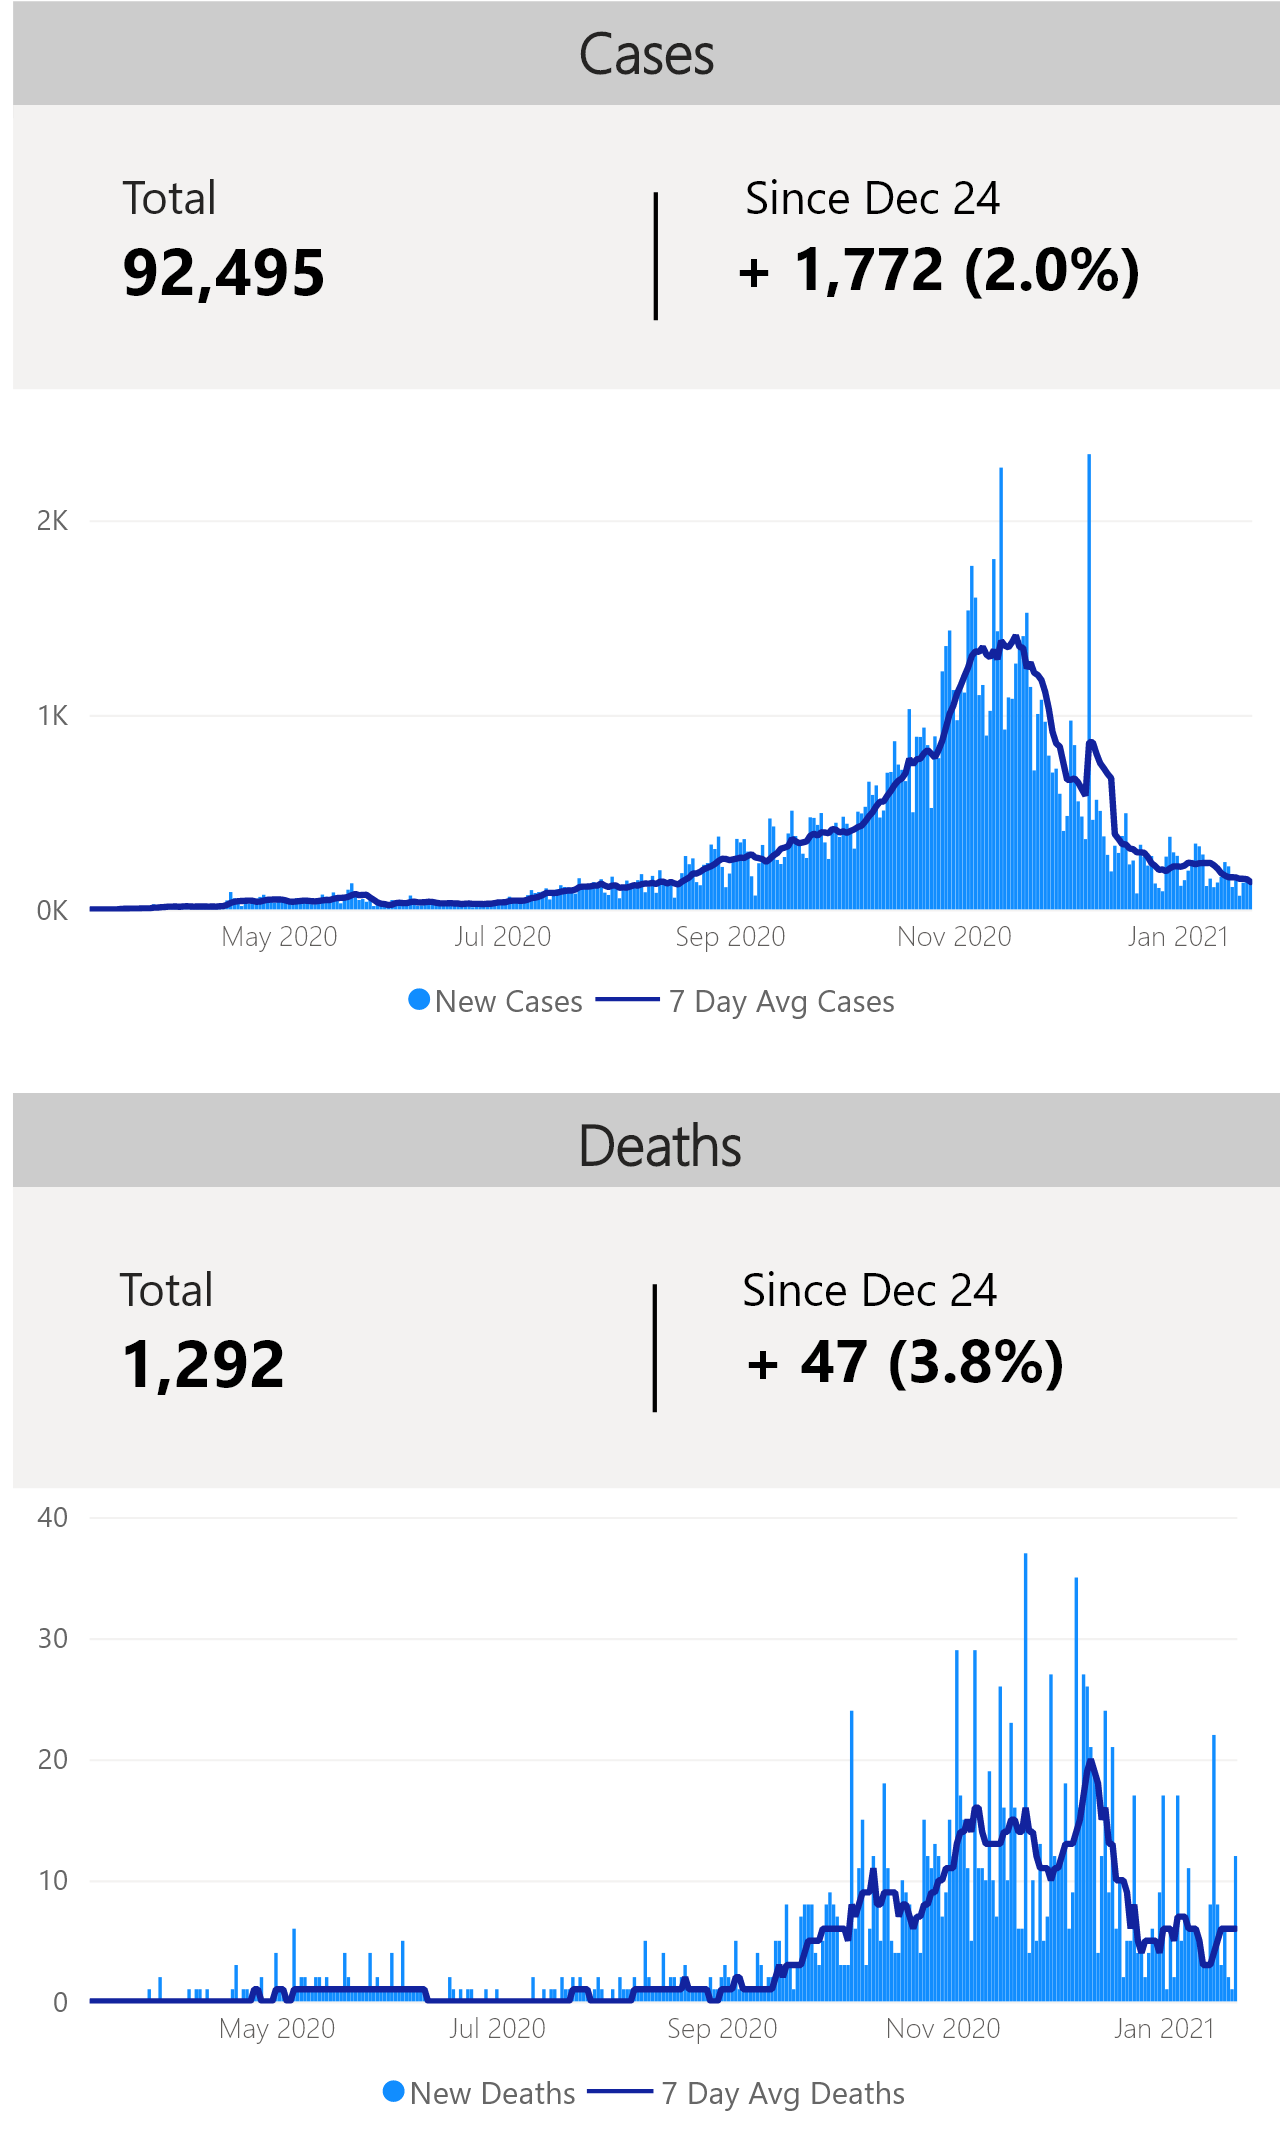 Cases
Total
Since Dec 24
92,495
+ 1,772 (2.0%)
2K
1K
0K
May 2020
Jul 2020
Sep 2020
Nov 2020
Jan 2021
New Cases
7 Day Avg Cases
Deaths
Total
Since Dec 24
1,292
+ 47 (3.8%)
40
30
20
10
0
May 2020
Jul 2020
Sep 2020
Nov 2020
Jan 2021
New Deaths
7 Day Avg Deaths